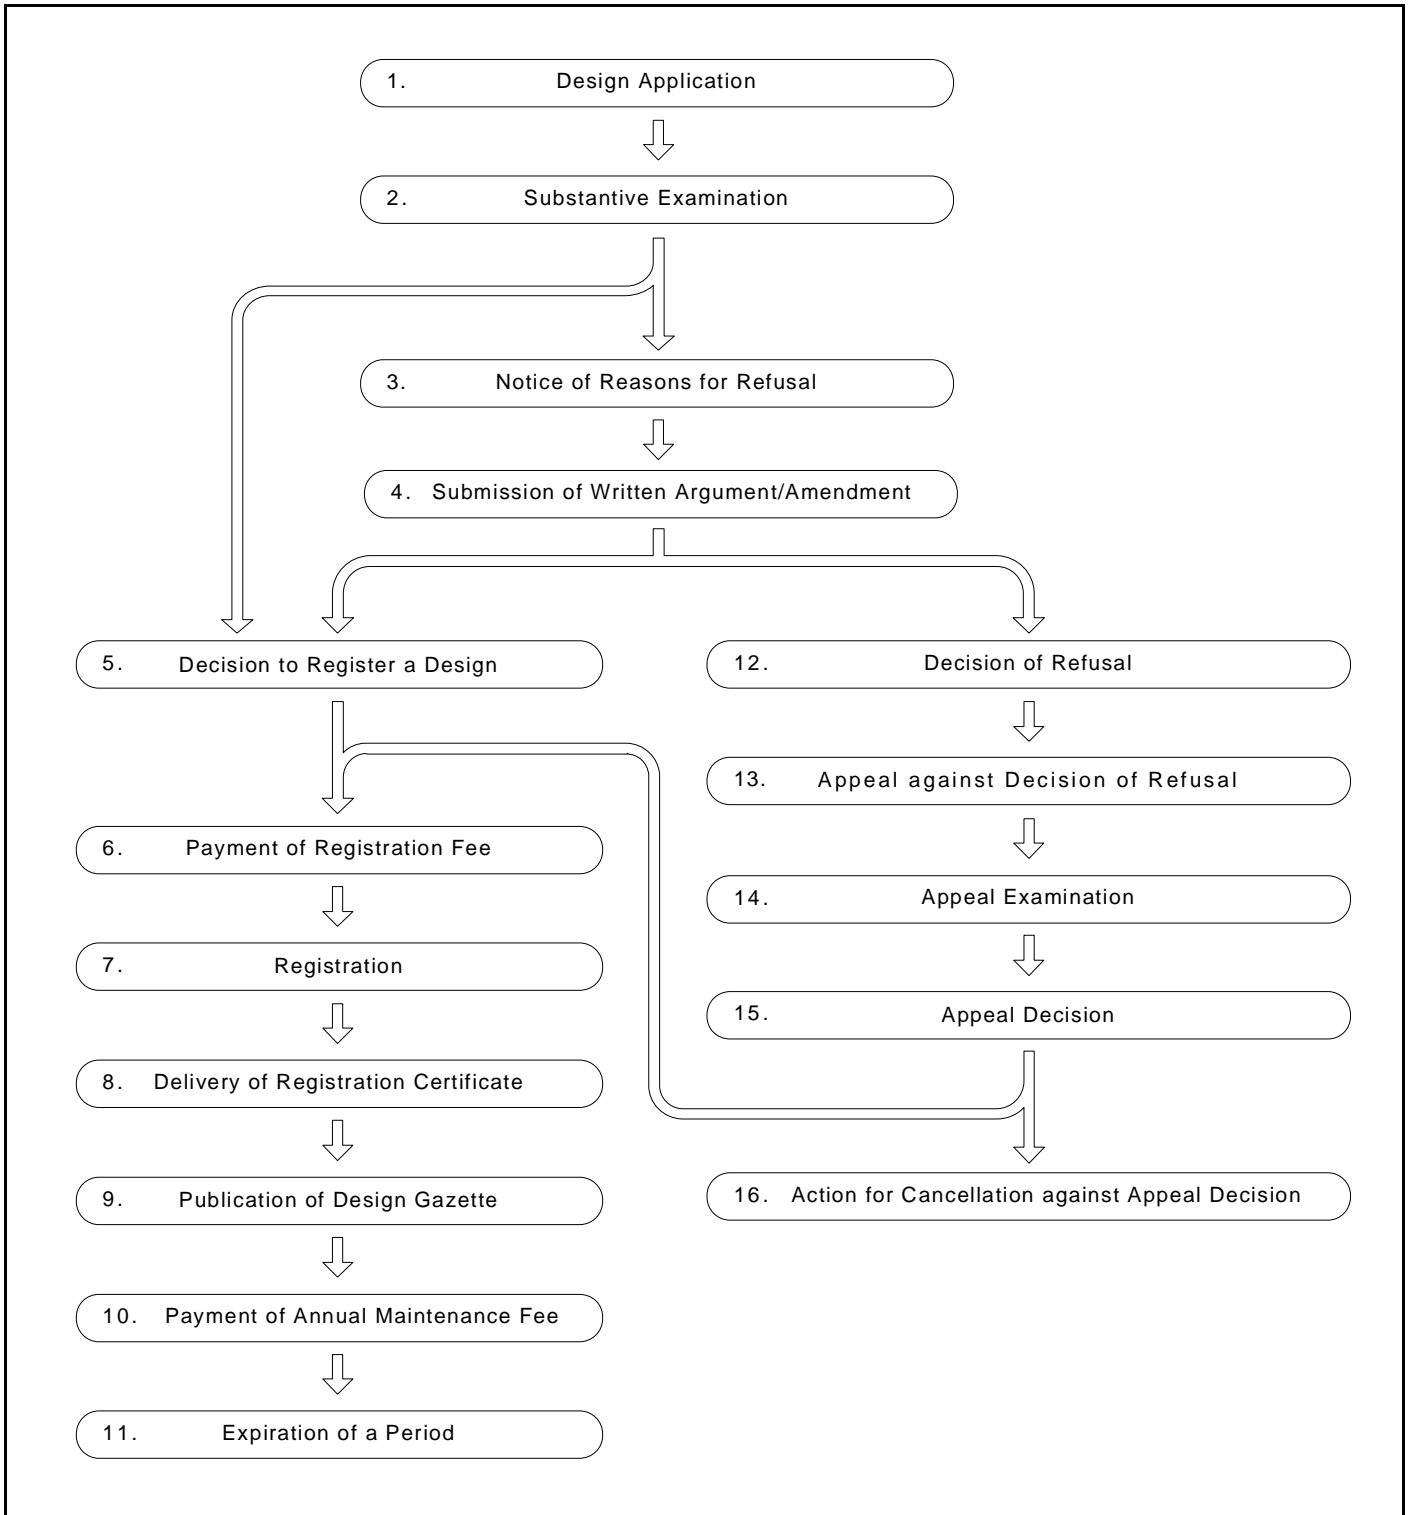 1. Design Application
2. Substantive Examination
3. Notice of Reasons for Refusal
4. Submission of Written Argument/Amendment
5. Decision to Register a Design
6. Payment of Registration Fee
7. Registration
8. Delivery of Registration Certificate
9. Publication of Design Gazette
10. Payment of Annual Maintenance Fee
11. Expiration of a Period
12. Decision of Refusal
13. Appeal against Decision of Refusal
14. Appeal Examination
15. Appeal Decision
16. Action for Cancellation against Appeal Decision